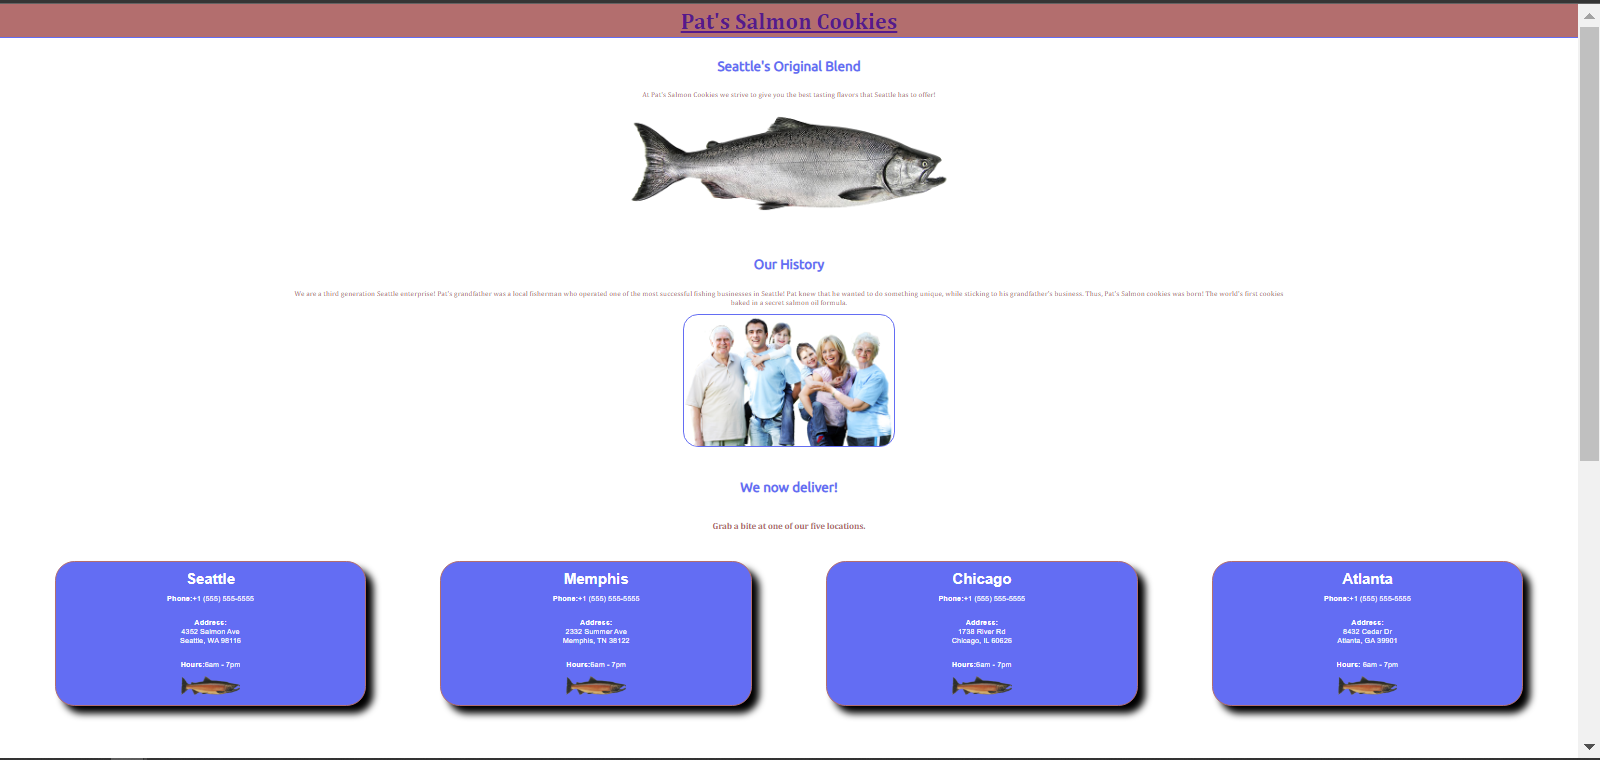 Pat's Salmon Cookies
Seattle's Original Blend
At Pat's Salmon Cookies we strive to give you the best tasting flavors that Seattle has to offer!
Our History
We are a third generation Seattle enterprise! Pat's grandfather was a local fisherman who operated one of the most successful fishing businesses in Seattle! Pat knew that he wanted to do something unique, while sticking to his grandfather's business. Thus, Pat's Salmon cookies was born! The world's first cookies
baked in a secret salmon oil formula.
We now deliver!
Grab a bite at one of our five locations.
Seattle
Phone:+1 (555) 555-5555
Address:
4352 Salmon Ave
Seattle, WA 98116
Hours:6am - 7pm
Memphis
Phone:+1 (555) 555-5555
Address:
2332 Summer Ave
Memphis, TN 38122
Hours:6am - 7pm
Chicago
Phone:+1 (555) 555-5555
Address:
1738 River Rd
Chicago, IL 60626
Hours:6am - 7pm
Atlanta
Phone:+1 (555) 555-5555
Address:
8432 Cedar Dr
Atlanta, GA 39901
Hours: 6am - 7pm